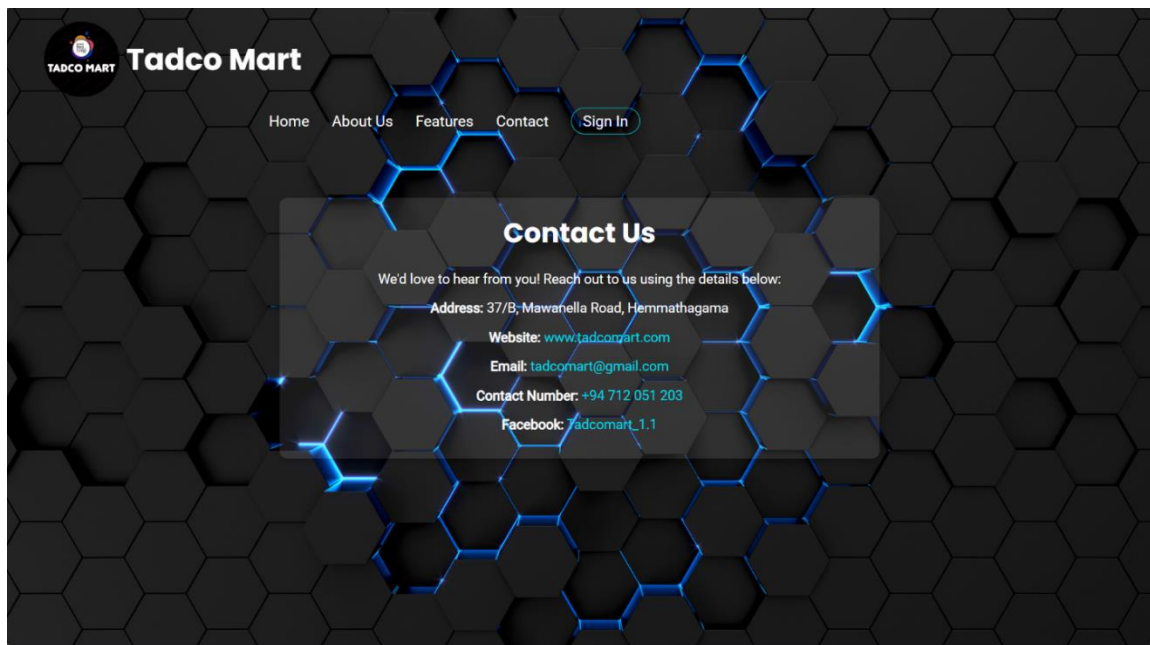 TADCO MART
Tadco Mart
Home About Us Features Contact Sign In
Contact Us
We'd love to hear from you! Reach out to us using the details below:
Address: 37/B, Mawanella Road, Hemmathagama
Website: www.tadcomart.com
Email: tadcomart@gmail.com
Contact Number: +94 712 051 203
Facebook: Tadcomart_1.1